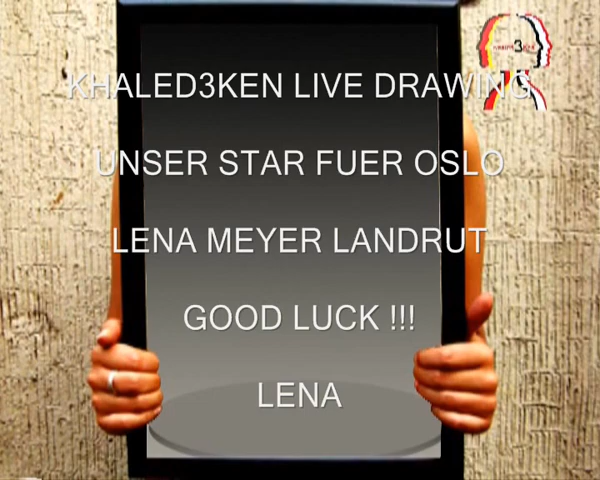 KHALED3KEN LIVE DRAWING
UNSER STAR FUER OSLO
LENA MEYER LANDRUT
GOOD LUCK !!!
LENA